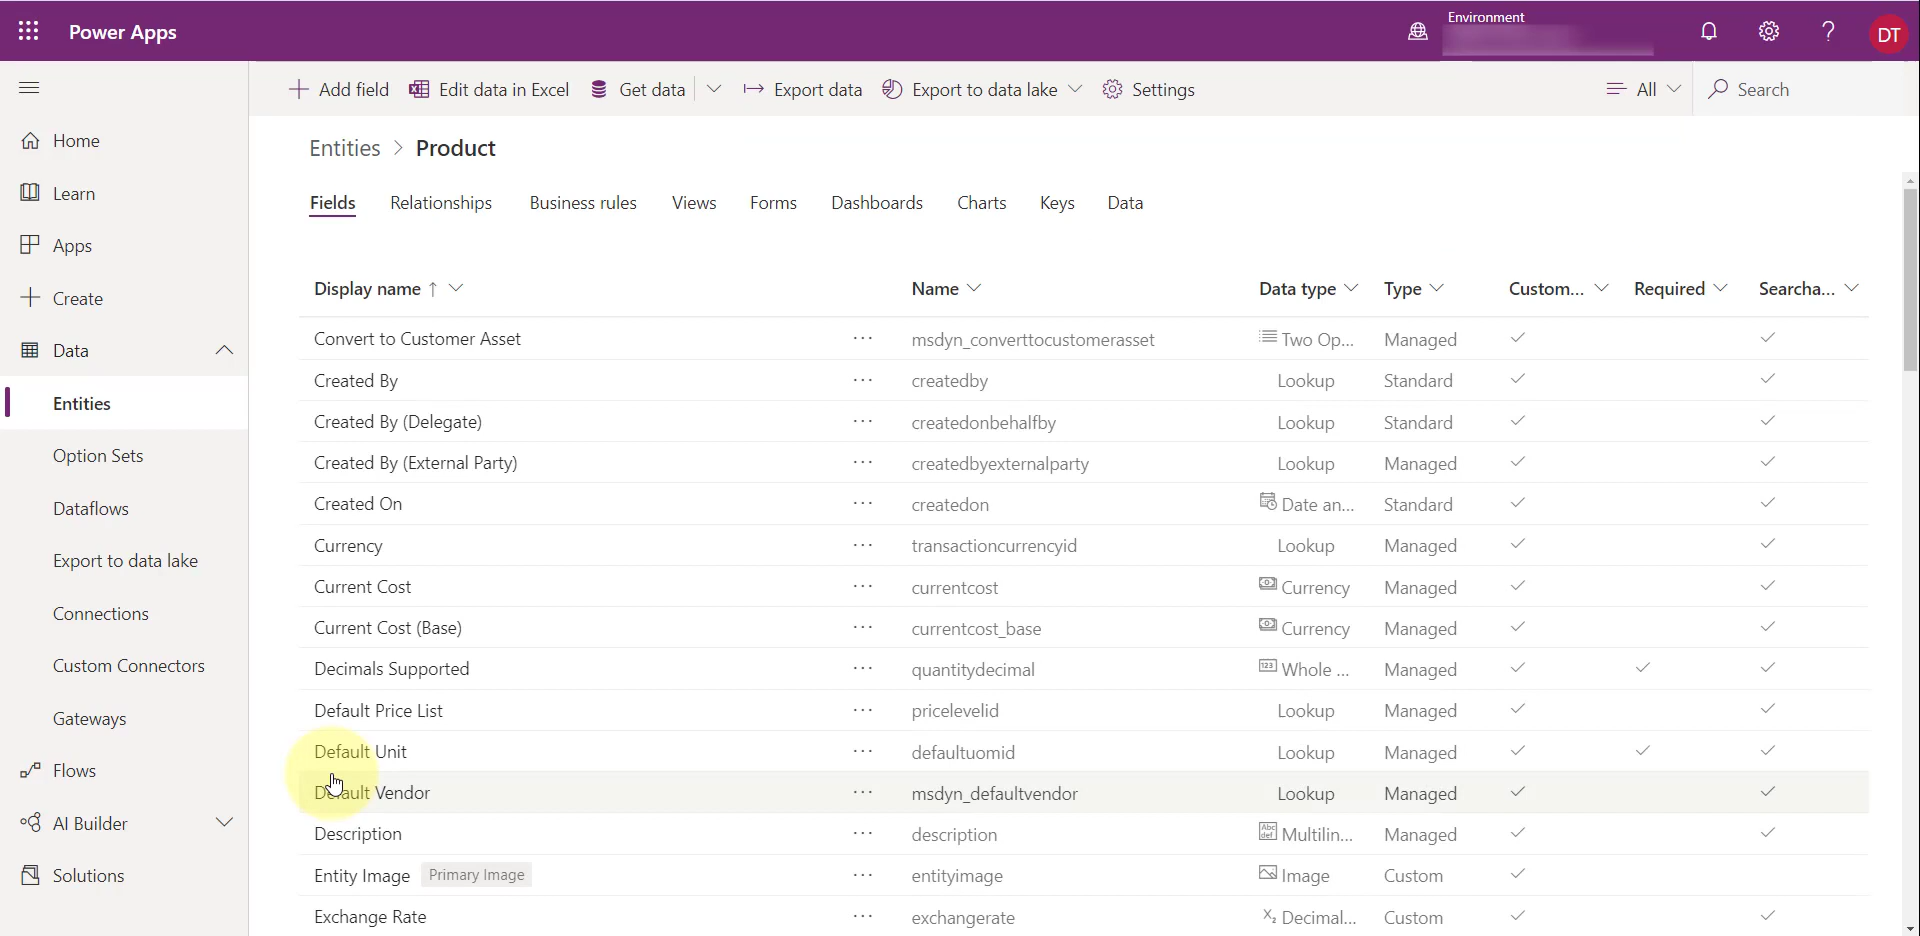 Power Apps
Environment
DT
Add field Edit data in Excel Get data Export data Export to data lake Settings All Search
Home
Learn
Apps
Create
Data
Entities
Option Sets
Dataflows
Export to data lake
Connections
Custom Connectors
Gateways
Flows
AI Builder
Solutions
Entities > Product
Fields Relationships Business rules Views Forms Dashboards Charts Keys Data
Display name ↑ Name Data type Type Custom... Required Searcha...
Convert to Customer Asset ... msdyn_converttocustomerasset Two Op... Managed
Created By ... createdby Lookup Standard
Created By (Delegate) ... createdonbehalfby Lookup Standard
Created By (External Party) ... createdbyexternalparty Lookup Managed
Created On ... createdon Date an... Standard
Currency ... transactioncurrencyid Lookup Managed
Current Cost ... currentcost Currency Managed
Current Cost (Base) ... currentcost_base Currency Managed
Decimals Supported ... quantitydecimal 123 Whole ... Managed
Default Price List ... pricelevelid Lookup Managed
Default Unit ... defaultuomid Lookup Managed
Default Vendor ... msdyn_defaultvendor Lookup Managed
Description ... description Abc def Multilin... Managed
Entity Image Primary Image ... entityimage Image Custom
Exchange Rate ... exchangerate X₂ Decimal... Custom